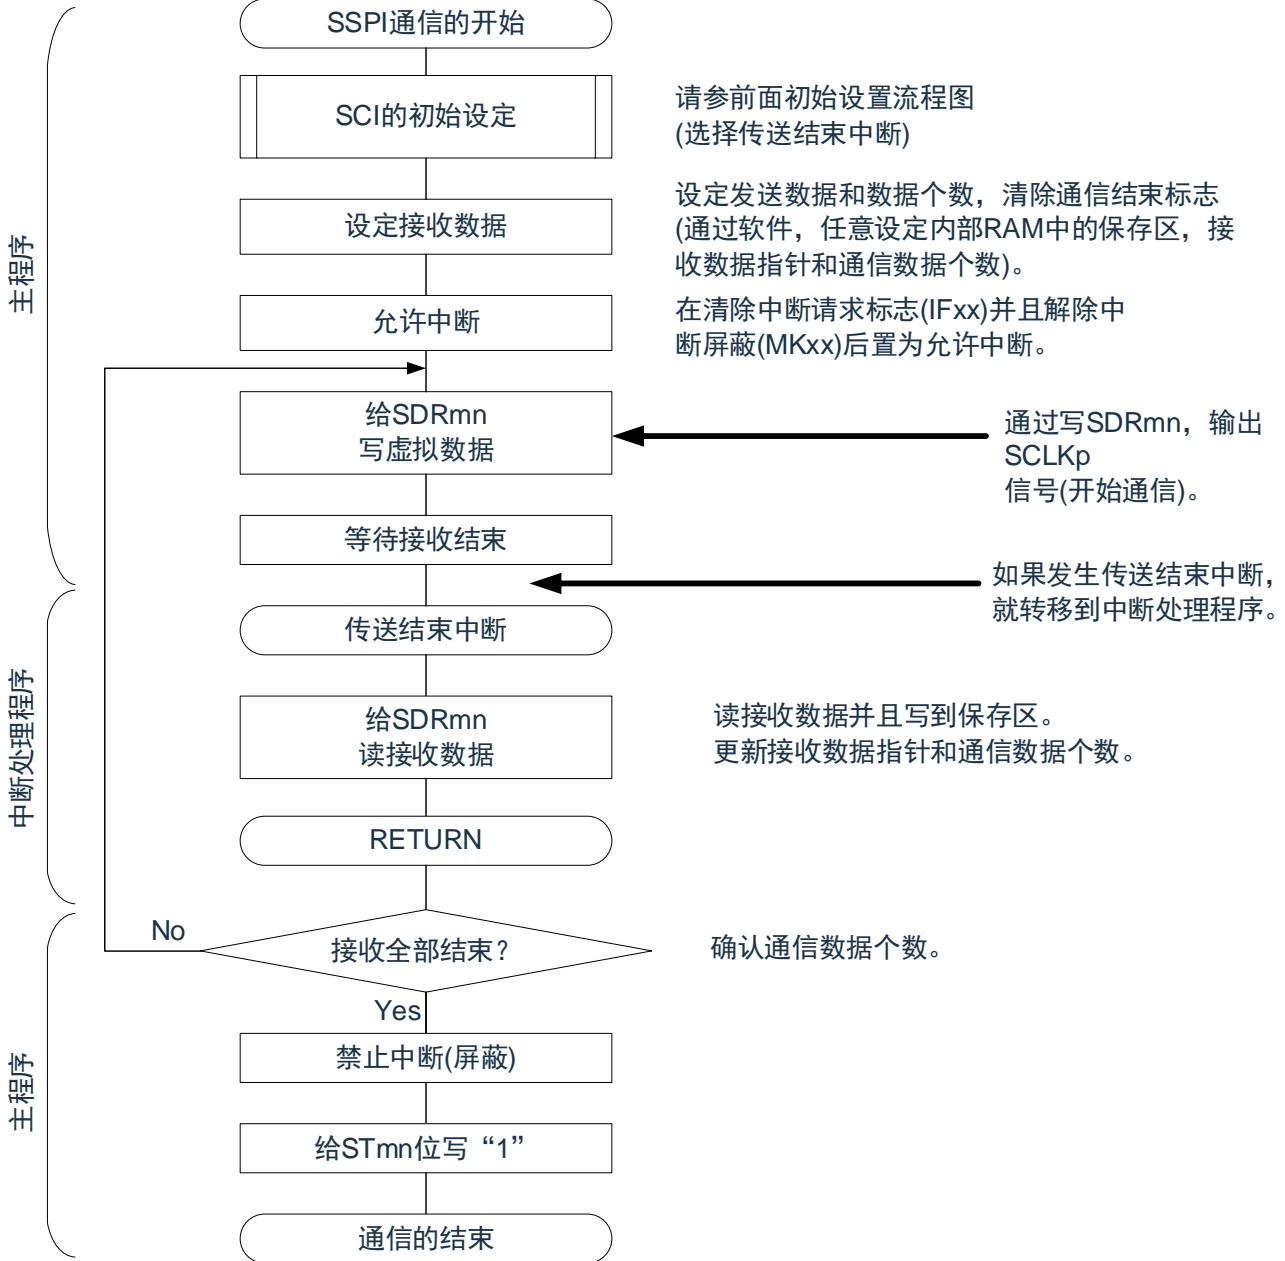 SSPI通信的开始
SCI的初始设定
请参前面初始设置流程图
(选择传送结束中断)
设定接收数据
设定发送数据和数据个数，清除通信结束标志
(通过软件，任意设定内部RAM中的保存区，接
收数据指针和通信数据个数)。
主程序
允许中断
在清除中断请求标志(IFxx)并且解除中
断屏蔽(MKxx)后置为允许中断。
给SDRmn
写虚拟数据
通过写SDRmn，输出
SCLKp
信号(开始通信)。
等待接收结束
如果发生传送结束中断，
就转移到中断处理程序。
传送结束中断
中断处理程序
给SDRmn
读接收数据
读接收数据并且写到保存区。
更新接收数据指针和通信数据个数。
RETURN
No
接收全部结束?
确认通信数据个数。
Yes
主程序
禁止中断(屏蔽)
给STmn位写“1”
通信的结束